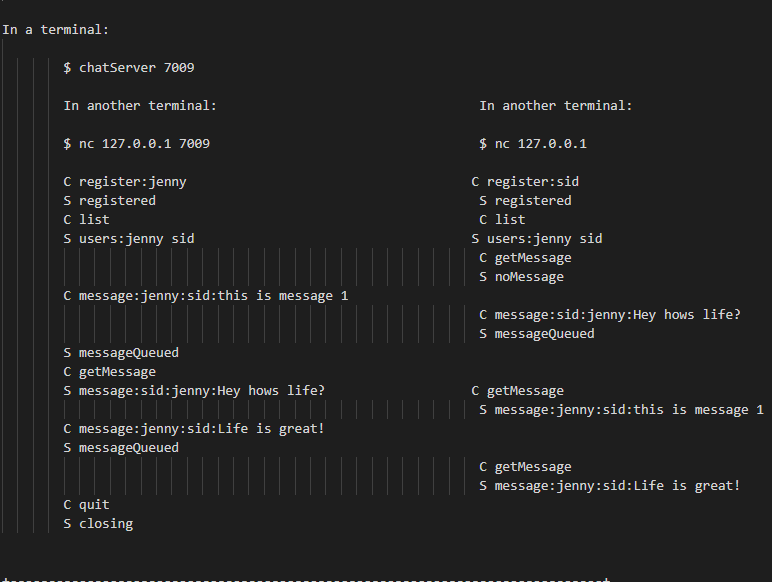 In a terminal:
$ chatServer 7009
In another terminal: In another terminal:
$ nc 127.0.0.1 7009 $ nc 127.0.0.1
C register:jenny C register:sid
S registered S registered
C list C list
S users:jenny sid S users:jenny sid
C getMessage
S noMessage
C message:jenny:sid:this is message 1
C message:sid:jenny:Hey hows life?
S messageQueued
S messageQueued
C getMessage
S message:sid:jenny:Hey hows life? C getMessage
S message:jenny:sid:this is message 1
C message:jenny:sid:Life is great!
S messageQueued
C getMessage
S message:jenny:sid:Life is great!
C quit
S closing